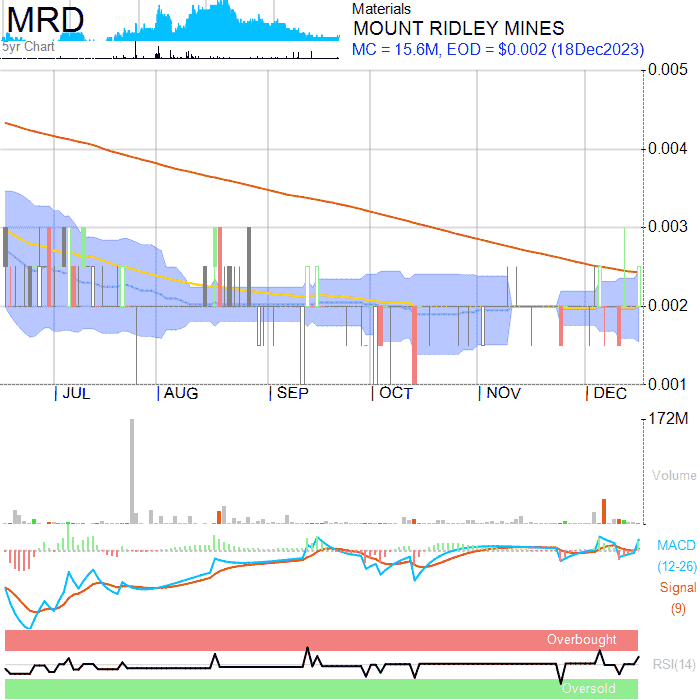 MRD
5yr Chart
Materials
MOUNT RIDLEY MINES
MC = 15.6M, EOD = $0.002 (18Dec2023)
0.005
0.004
0.003
0.002
0.001
JUL
AUG
SEP
OCT
NOV
DEC
172M
Volume
MACD
(12-26)
Signal
(9)
Overbought
RSI(14)
Oversold